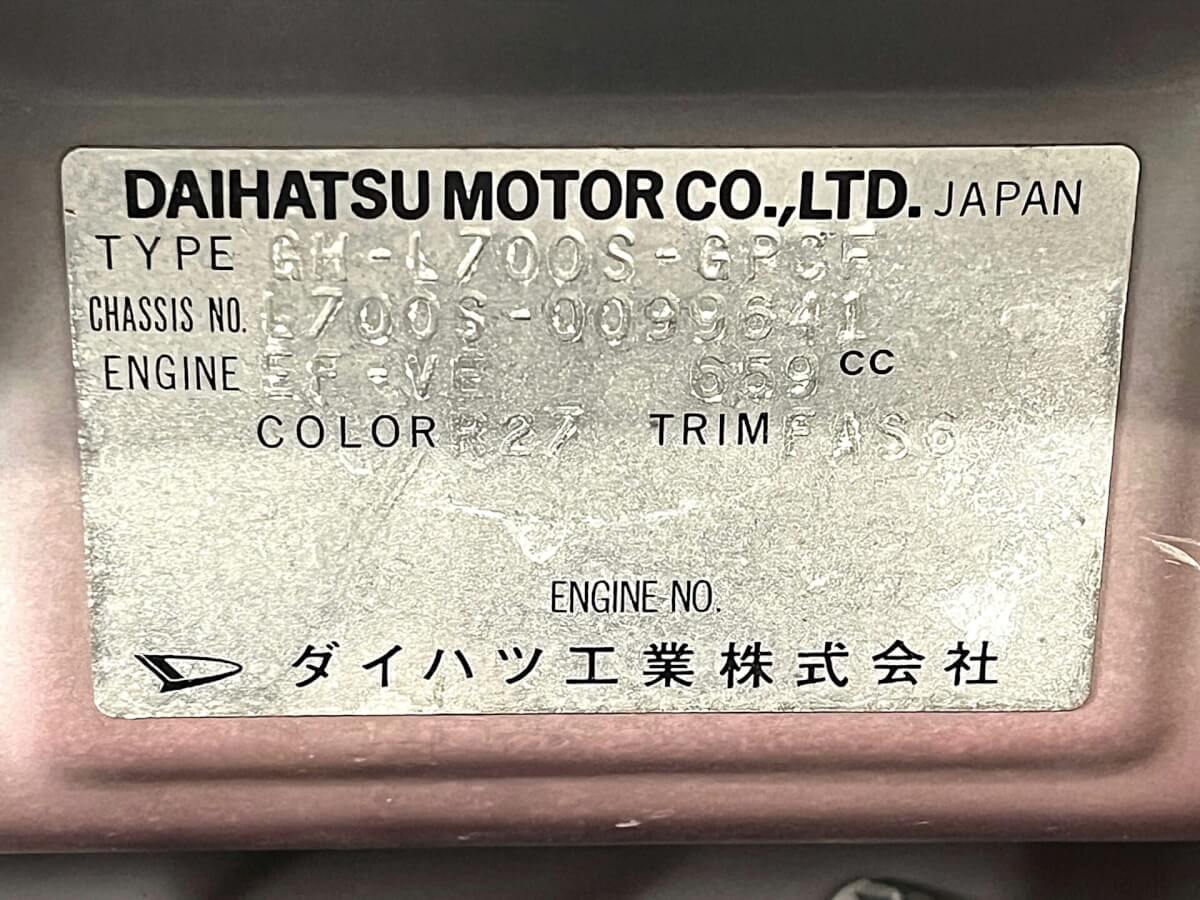 DAIHATSU MOTOR CO.,LTD. JAPAN
TYPE GH-L700S-GPCF
CHASSIS NO. L700S-0099641
ENGINE EF-VE 659 CC
COLOR R27 TRIM FAS6
ENGINE NO.
ダイハツ工業株式会社